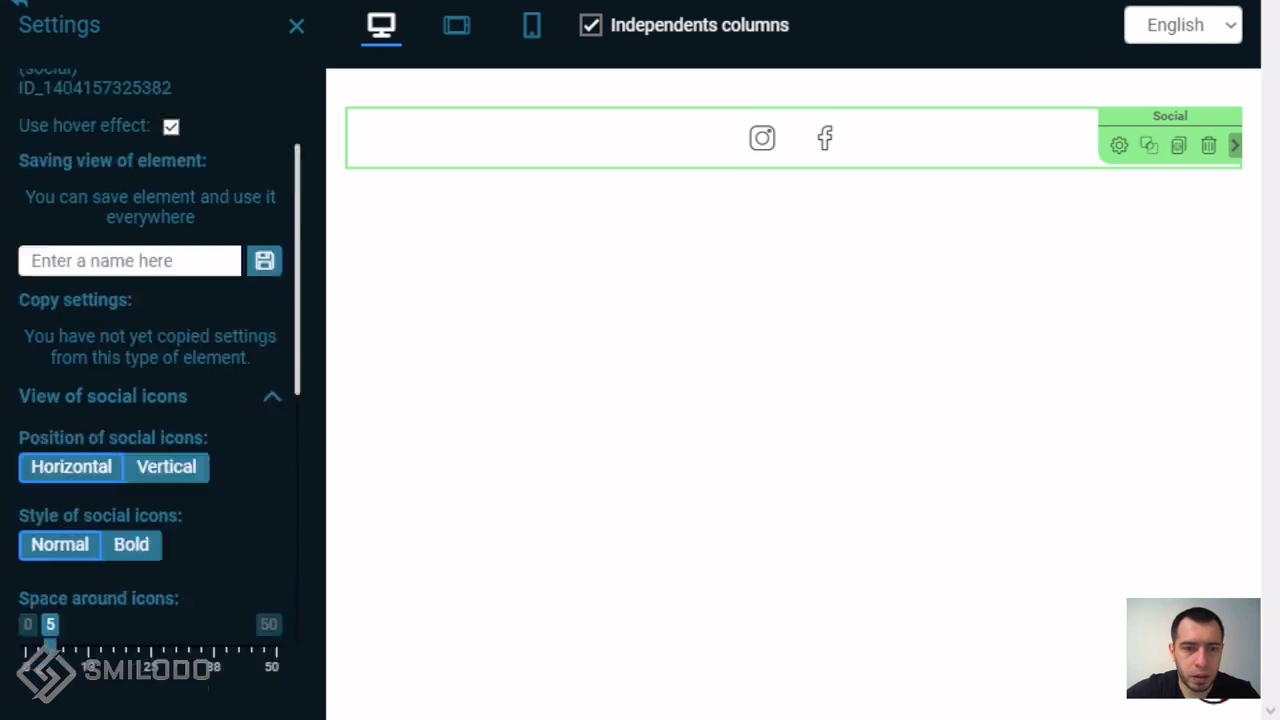 Settings
Independents columns
English
(social)
ID_1404157325382
Use hover effect:
Saving view of element:
You can save element and use it
everywhere
Enter a name here
Copy settings:
You have not yet copied settings
from this type of element.
View of social icons
Position of social icons:
Horizontal Vertical
Style of social icons:
Normal Bold
Space around icons:
0 5 50
13 25 38 50
SMILODO
Social